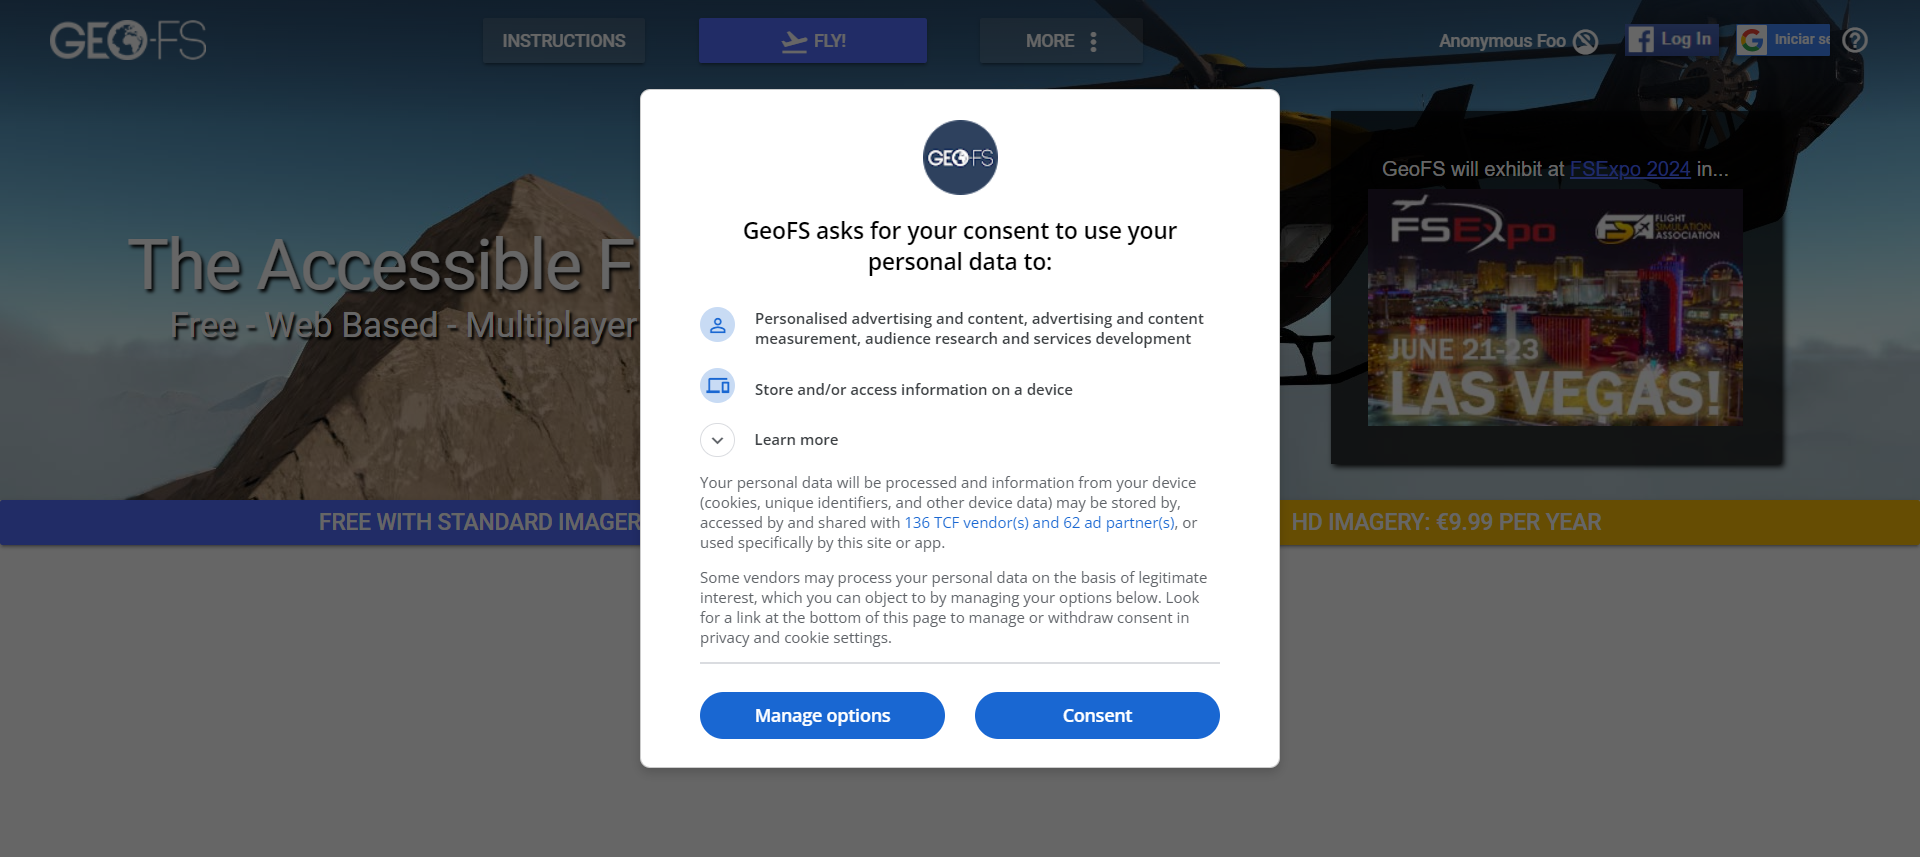 GEO-FS
INSTRUCTIONS
FLY!
MORE
Anonymous Foo
Log In
Iniciar se
GEO-FS
GeoFS asks for your consent to use your
personal data to:
Personalised advertising and content, advertising and content
measurement, audience research and services development
Store and/or access information on a device
Learn more
Your personal data will be processed and information from your device
(cookies, unique identifiers, and other device data) may be stored by,
accessed by and shared with 136 TCF vendor(s) and 62 ad partner(s), or
used specifically by this site or app.
Some vendors may process your personal data on the basis of legitimate
interest, which you can object to by managing your options below. Look
for a link at the bottom of this page to manage or withdraw consent in
privacy and cookie settings.
Manage options
Consent
The Accessible F
Free - Web Based - Multiplayer
GeoFS will exhibit at FSExpo 2024 in...
FSExpo
FSA FLIGHT
SIMULATION
ASSOCIATION
JUNE 21-23
LAS VEGAS!
FREE WITH STANDARD IMAGER
HD IMAGERY: €9.99 PER YEAR